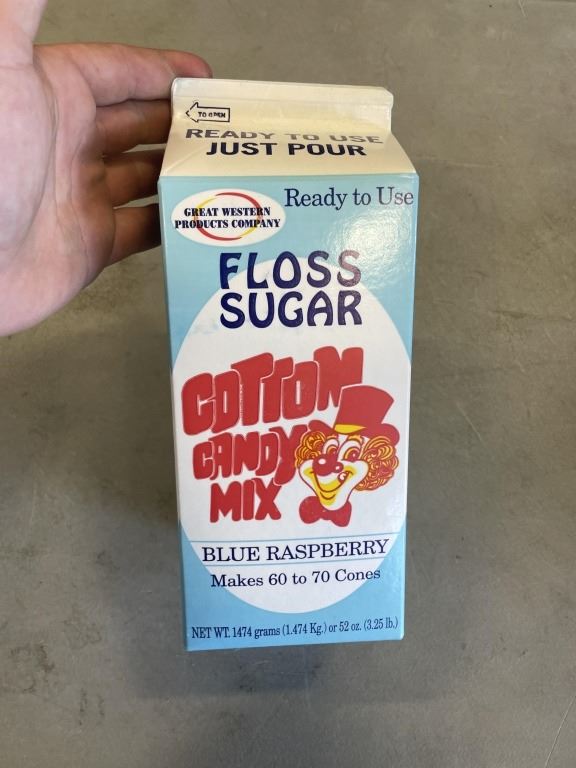 TO OPEN
READY TO USE
JUST POUR
GREAT WESTERN
PRODUCTS COMPANY
Ready to Use
FLOSS
SUGAR
COTTON
CANDY
MIX
BLUE RASPBERRY
Makes 60 to 70 Cones
NET WT. 1474 grams (1.474 Kg.) or 52 oz. (3.25 lb.)